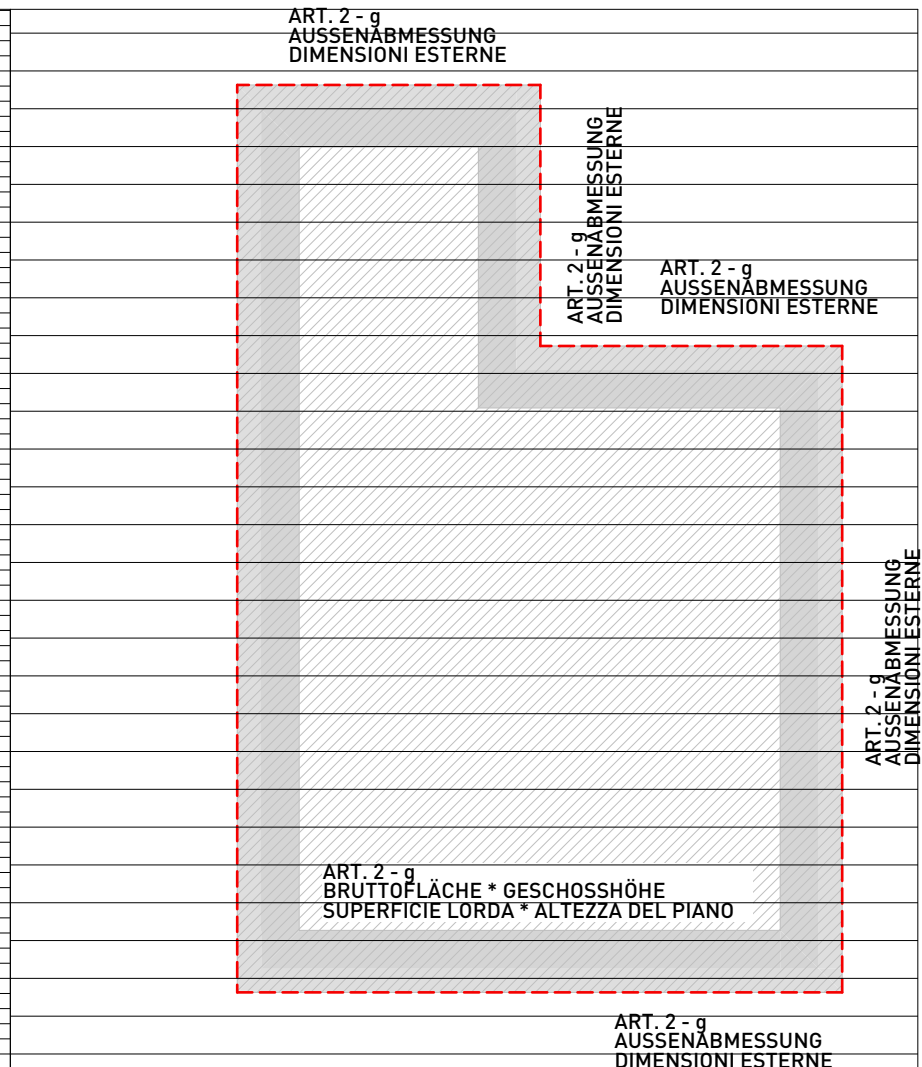 ART. 2 - g
AUSSENABMESSUNG
DIMENSIONI ESTERNE
ART. 2 - g
AUSSENABMESSUNG
DIMENSIONI ESTERNE
ART. 2 - g
AUSSENABMESSUNG
DIMENSIONI ESTERNE
ART. 2 - g
AUSSENABMESSUNG
DIMENSIONI ESTERNE
ART. 2 - g
BRUTTOFLÄCHE * GESCHOSSHÖHE
SUPERFICIE LORDA * ALTEZZA DEL PIANO
ART. 2 - g
AUSSENABMESSUNG
DIMENSIONI ESTERNE